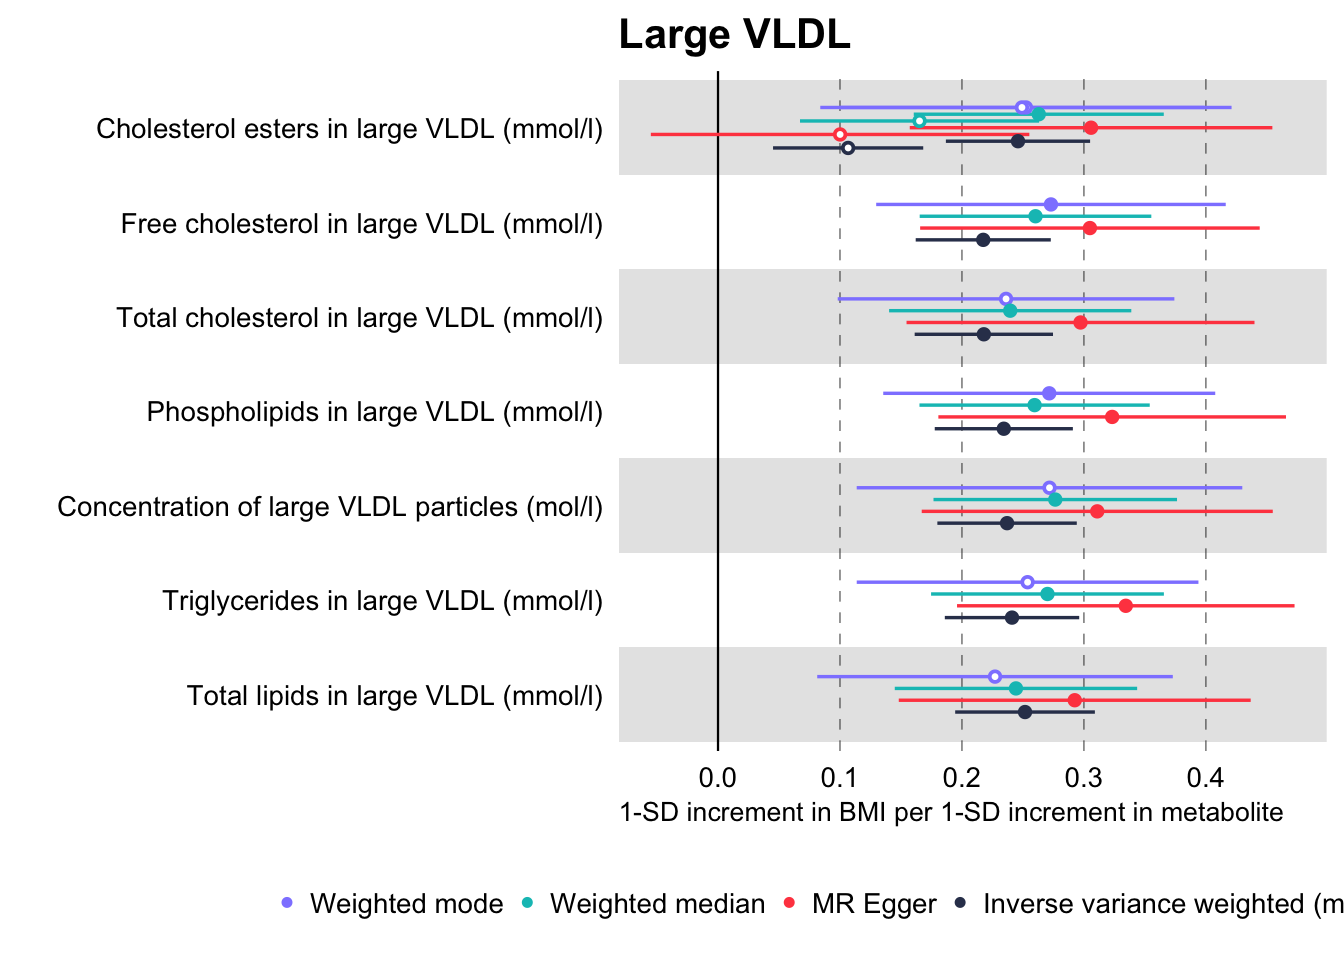 Large VLDL
Cholesterol esters in large VLDL (mmol/l)
Free cholesterol in large VLDL (mmol/l)
Total cholesterol in large VLDL (mmol/l)
Phospholipids in large VLDL (mmol/l)
Concentration of large VLDL particles (mol/l)
Triglycerides in large VLDL (mmol/l)
Total lipids in large VLDL (mmol/l)
0.0 0.1 0.2 0.3 0.4
1-SD increment in BMI per 1-SD increment in metabolite
Weighted mode Weighted median MR Egger Inverse variance weighted (m